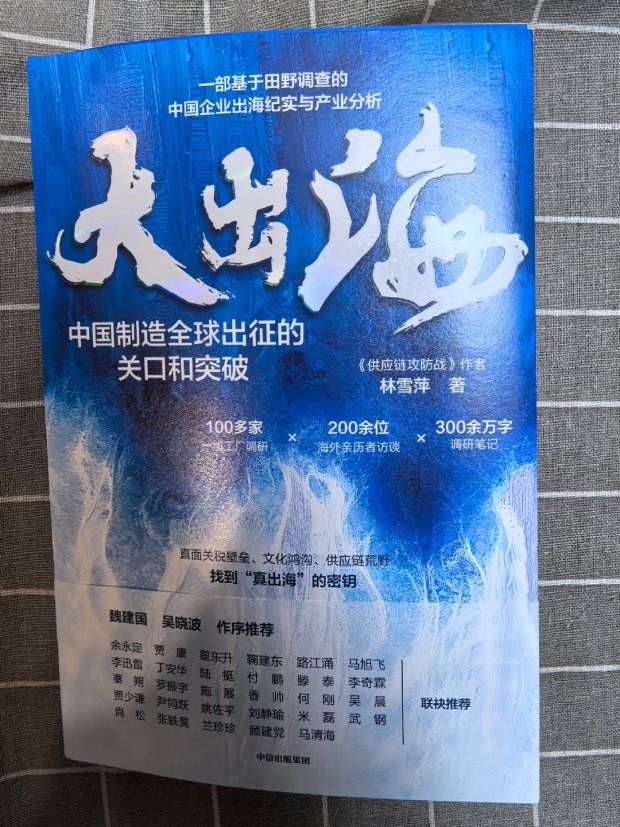 一部基于田野调查的
中国企业出海纪实与产业分析
大出海
中国制造全球出征的
关口和突破
《供应链攻防战》作者
林雪萍 著
100多家 × 200余位 × 300余万字
一线工厂调研 海外亲历者访谈 调研笔记
直面关税壁垒、文化鸿沟、供应链荒野
找到“真出海”的密钥
魏建国 吴晓波 作序推荐
余永定 贾康 翟东升 鞠建东 路江涌 马旭飞
李迅雷 丁安华 陆挺 付鹏 滕泰 李奇霖
秦朔 罗振宇 施展 香帅 何刚 吴晨
贾少谦 尹同跃 姚佐平 刘静瑜 米磊 武钢
肖松 张轶昊 兰珍珍 顾建党 马清海
联袂推荐
中信出版集团